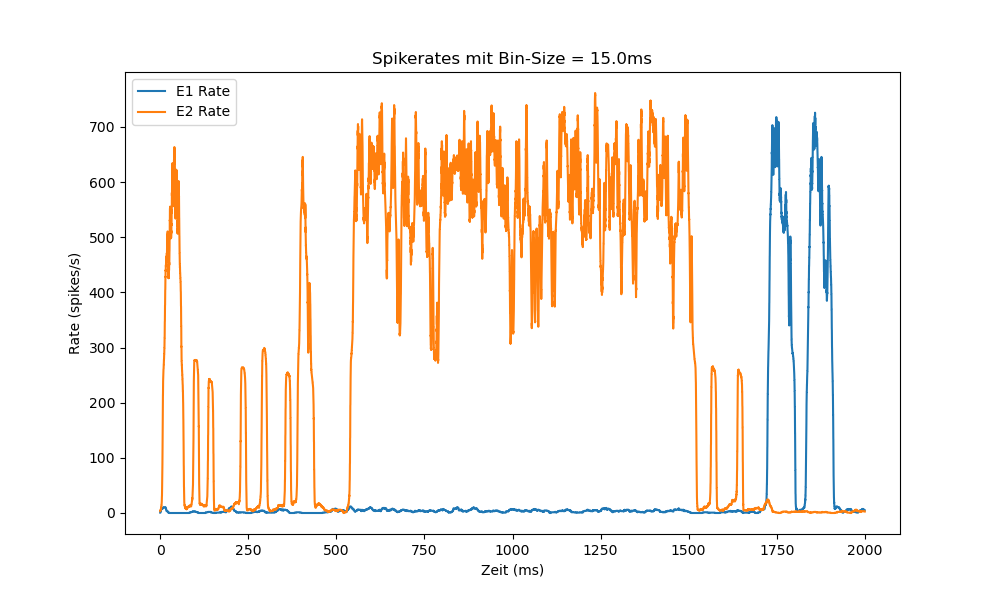 Spikerates mit Bin-Size = 15.0ms
E1 Rate
E2 Rate
Rate (spikes/s)
700
600
500
400
300
200
100
0
0 250 500 750 1000 1250 1500 1750 2000
Zeit (ms)